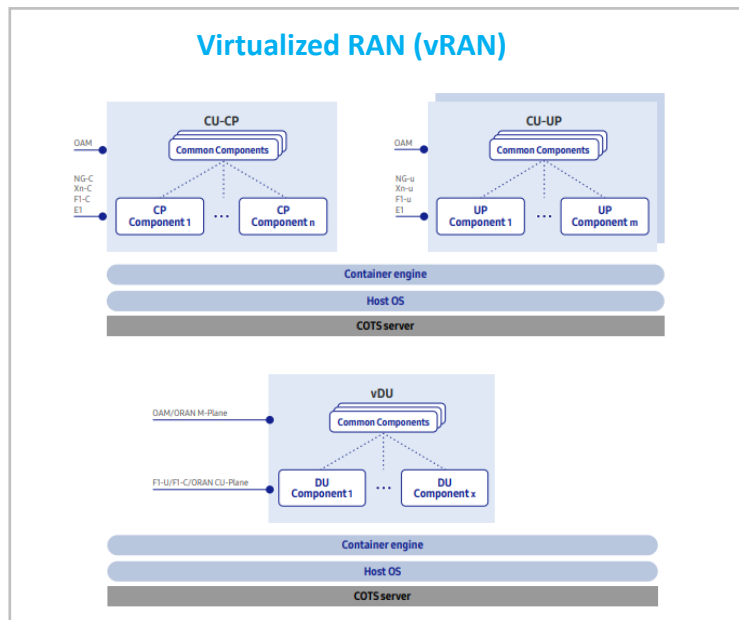 Virtualized RAN (vRAN)
CU-CP
OAM
Common Components
NG-C
Xn-C
F1-C
E1
CP
Component 1
...
CP
Component n
CU-UP
OAM
Common Components
NG-u
Xn-u
F1-u
E1
UP
Component 1
...
UP
Component m
Container engine
Host OS
COTS server
vDU
OAM/ORAN M-Plane
Common Components
F1-U/F1-C/ORAN CU-Plane
DU
Component 1
...
DU
Component x
Container engine
Host OS
COTS server